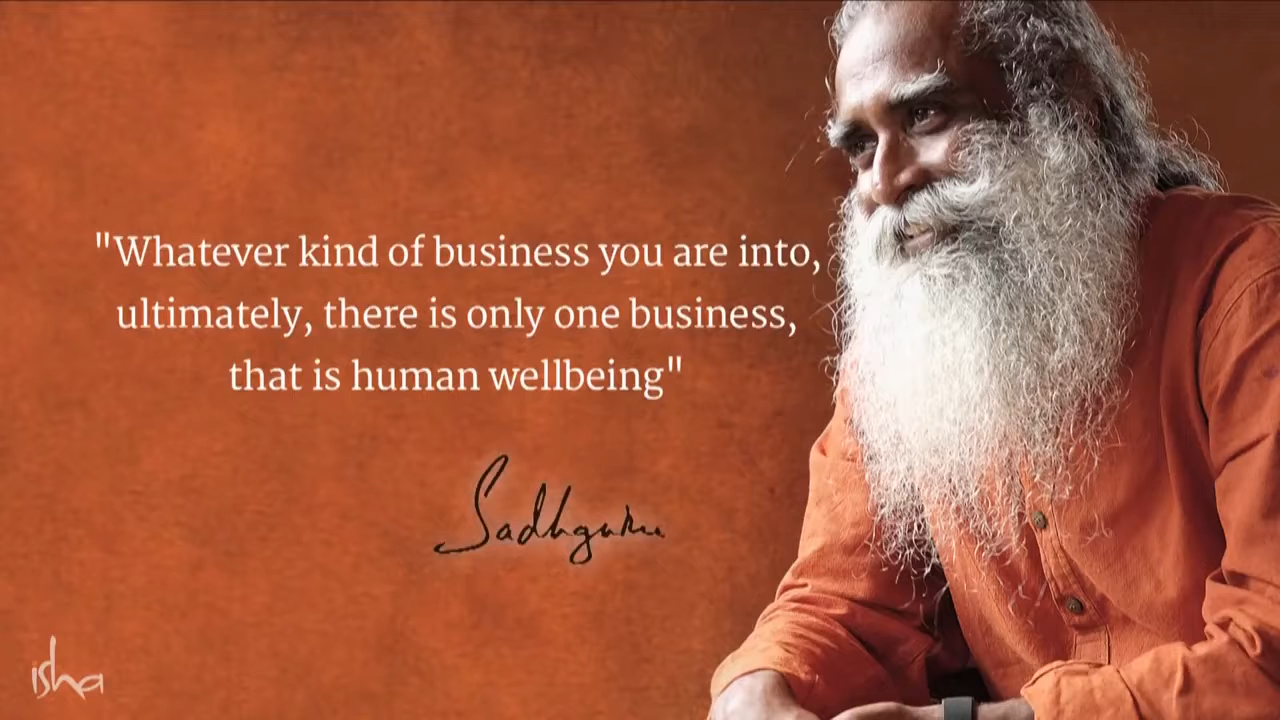 "Whatever kind of business you are into,
ultimately, there is only one business,
that is human wellbeing"
Sadhguru
isha